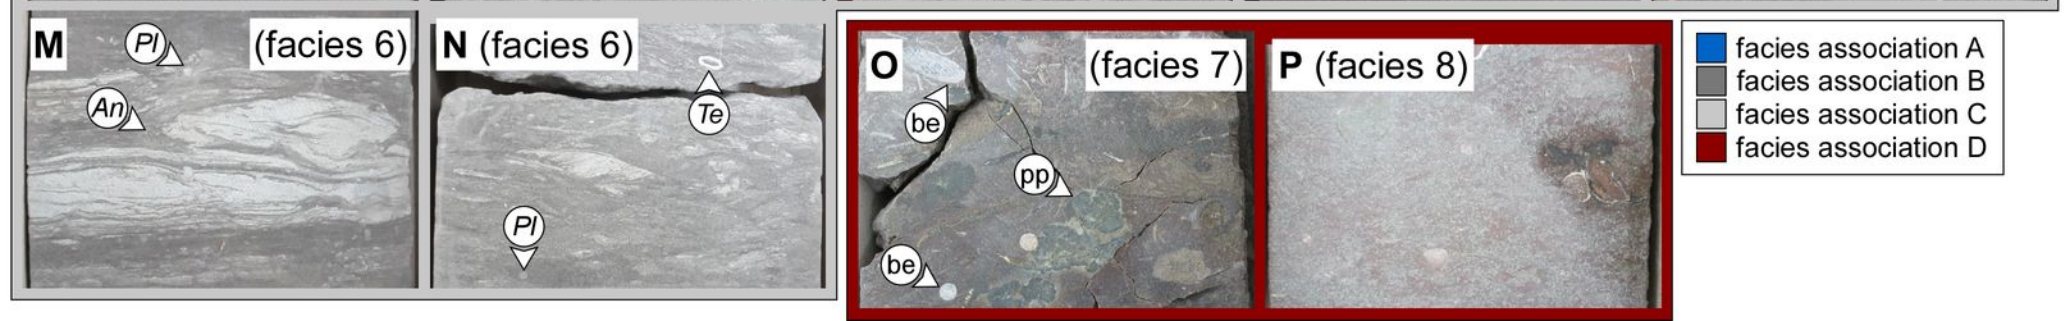 M
Pl
(facies 6)
An
N (facies 6)
Te
Pl
O
(facies 7)
be
pp
be
P (facies 8)
facies association A
facies association B
facies association C
facies association D